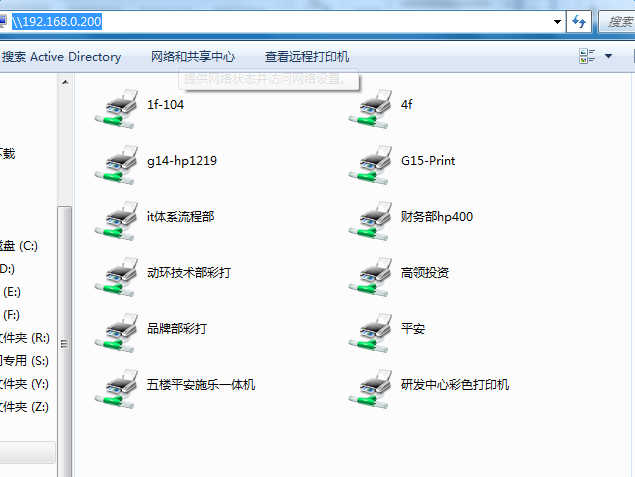 \\192.168.0.200
搜索
搜索 Active Directory 网络和共享中心 查看远程打印机
提供网络状态并访问网络设置。
1f-104 4f
g14-hp1219 G15-Print
it体系流程部 财务部hp400
动环技术部彩打 高领投资
品牌部彩打 平安
五楼平安施乐一体机 研发中心彩色打印机
下载
磁盘 (C:)
D:)
(E:)
(F:)
文件夹 (R:)
专用 (S:)
文件夹 (Y:)
文件夹 (Z:)